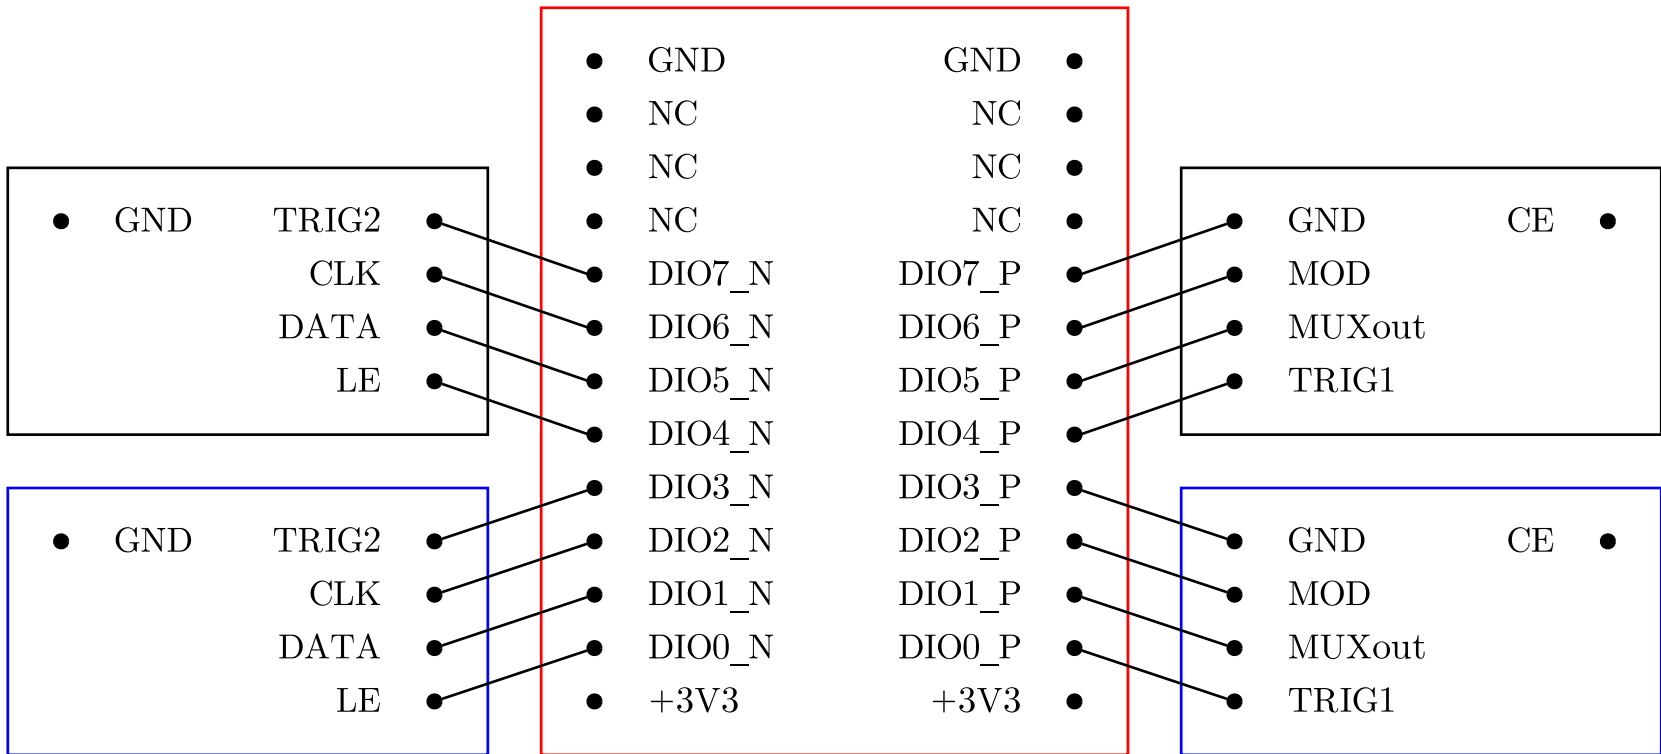 GND GND
NC NC
NC NC
GND TRIG2 NC NC GND CE
CLK DIO7_N DIO7_P MOD
DATA DIO6_N DIO6_P MUXout
LE DIO5_N DIO5_P TRIG1
DIO4_N DIO4_P
DIO3_N DIO3_P
GND TRIG2 DIO2_N DIO2_P GND CE
CLK DIO1_N DIO1_P MOD
DATA DIO0_N DIO0_P MUXout
LE +3V3 +3V3 TRIG1